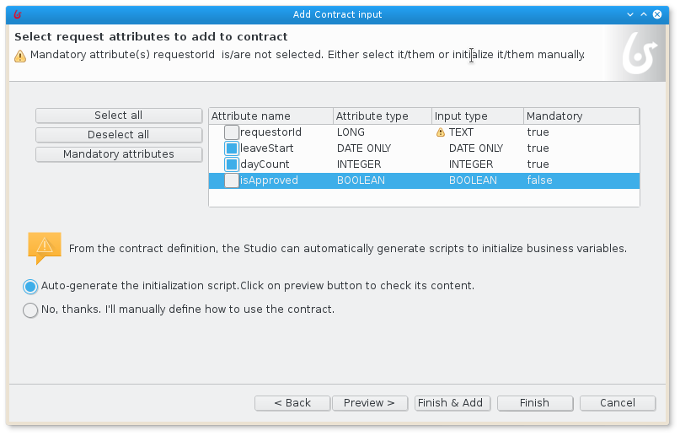 Add Contract input
Select request attributes to add to contract
Mandatory attribute(s) requestorId is/are not selected. Either select it/them or initialize it/them manually.
Select all
Deselect all
Mandatory attributes
Attribute name Attribute type Input type Mandatory
requestorId LONG TEXT true
leaveStart DATE ONLY DATE ONLY true
dayCount INTEGER INTEGER true
isApproved BOOLEAN BOOLEAN false
From the contract definition, the Studio can automatically generate scripts to initialize business variables.
Auto-generate the initialization script.Click on preview button to check its content.
No, thanks. I'll manually define how to use the contract.
< Back Preview > Finish & Add Finish Cancel